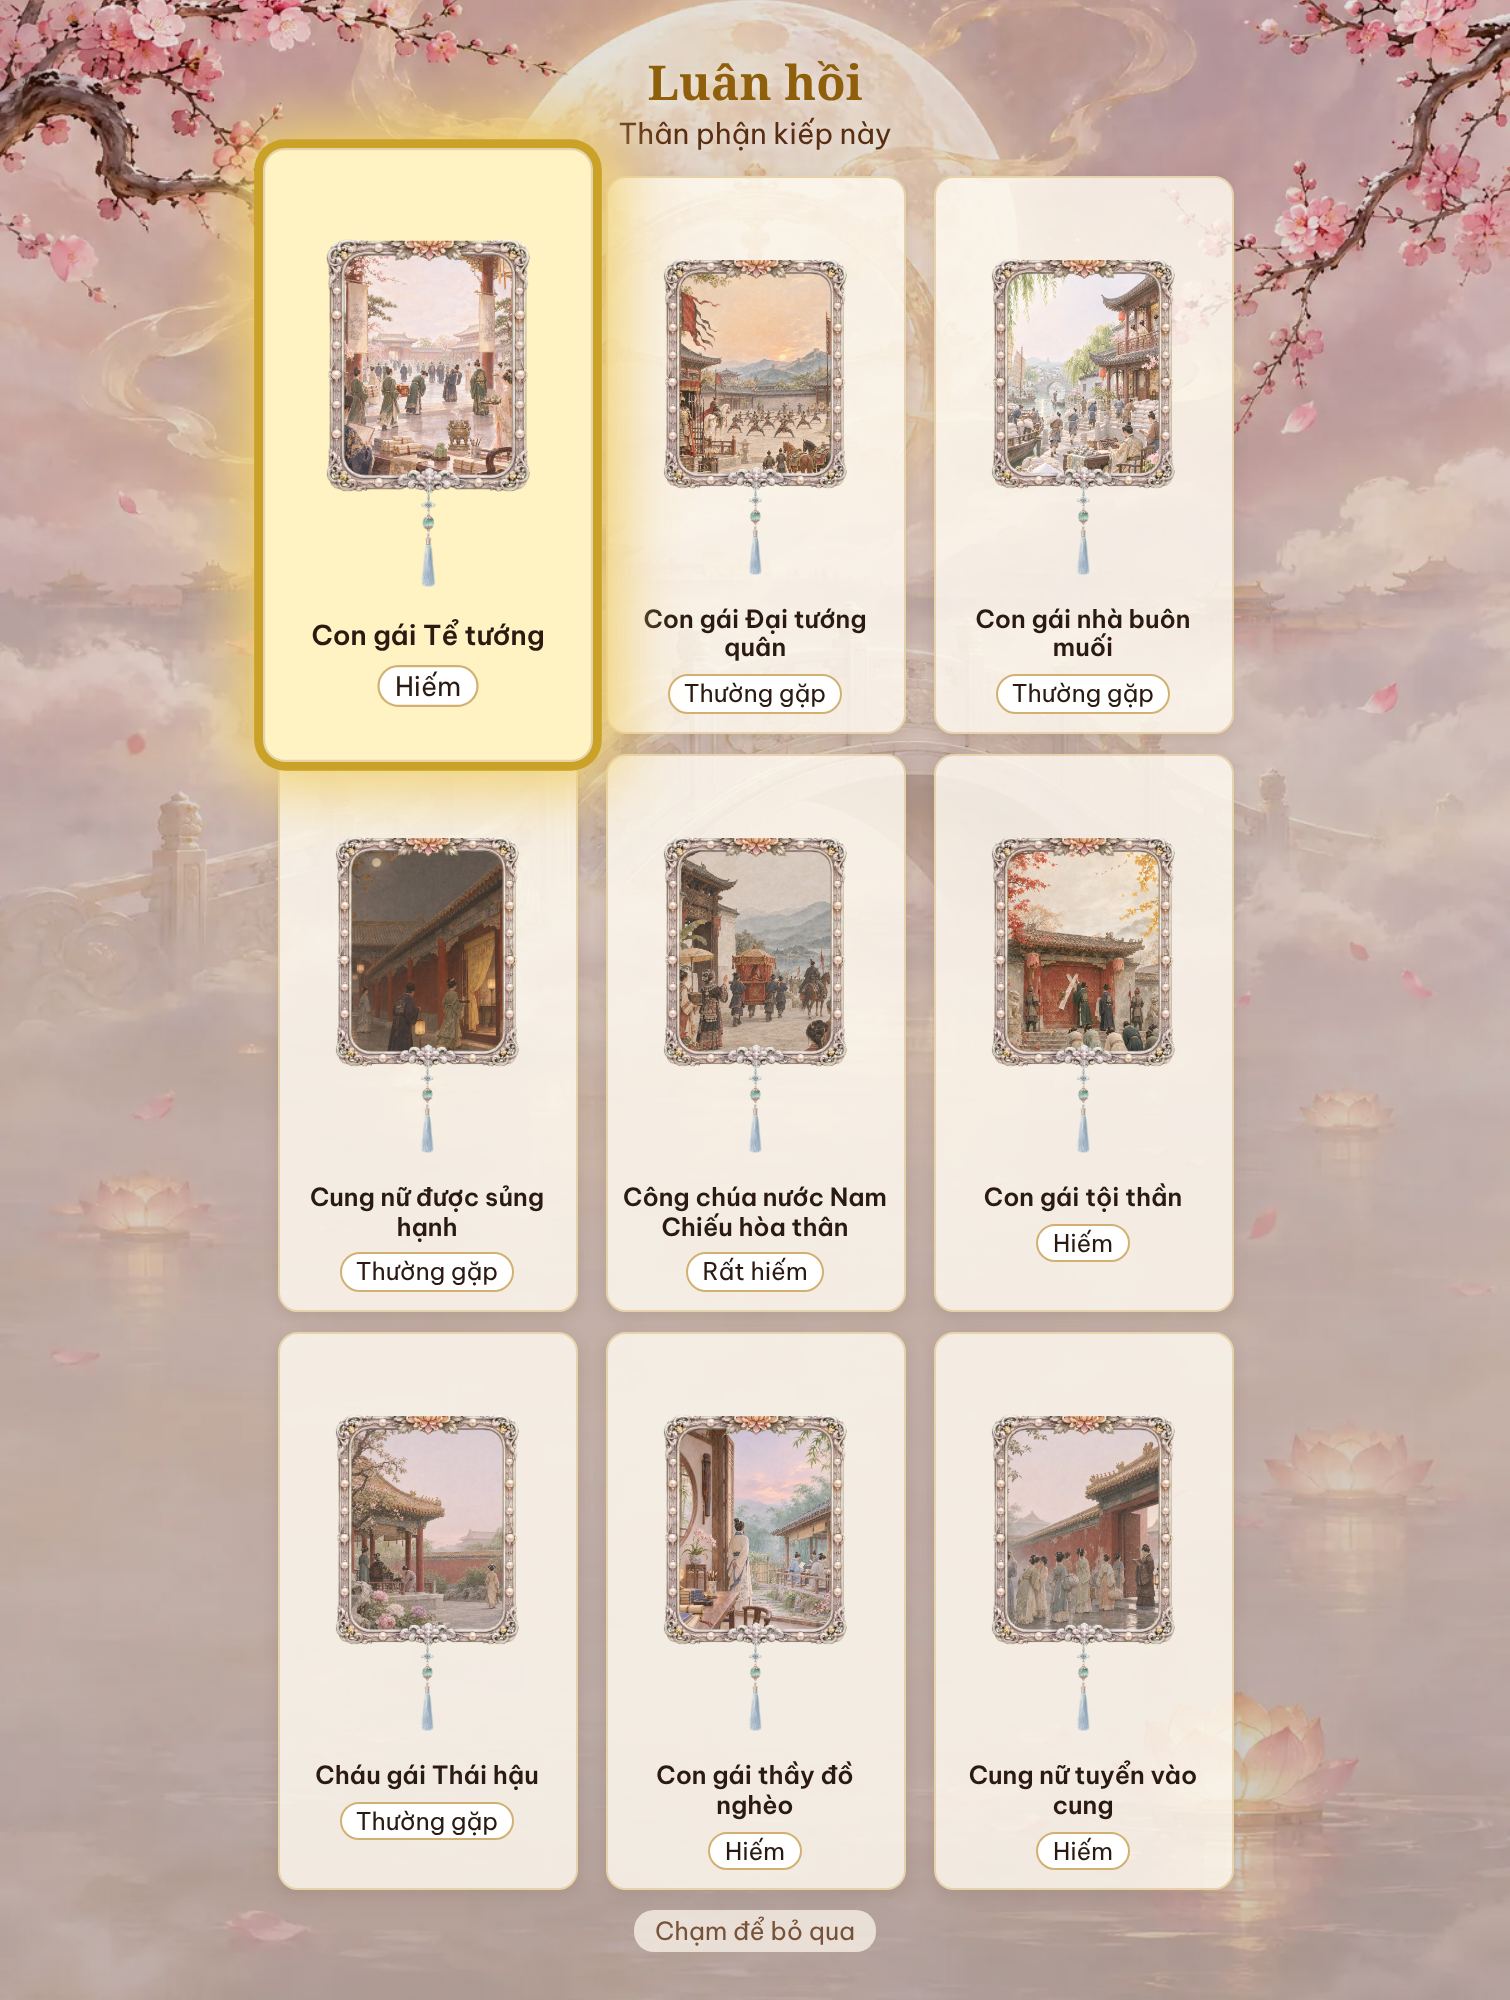 Luân hồi
Thân phận kiếp này
Con gái Tể tướng
Hiếm
Con gái Đại tướng
quân
Thường gặp
Con gái nhà buôn
muối
Thường gặp
Cung nữ được sủng
hạnh
Thường gặp
Công chúa nước Nam
Chiếu hòa thân
Rất hiếm
Con gái tội thần
Hiếm
Cháu gái Thái hậu
Thường gặp
Con gái thầy đồ
nghèo
Hiếm
Cung nữ tuyển vào
cung
Hiếm
Chạm để bỏ qua